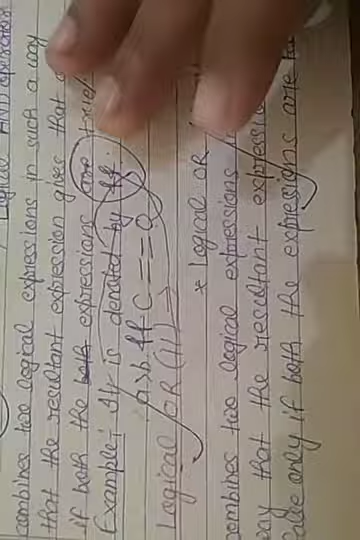 Logical AND operator
combines two logical expressions in such a way
that the resultant expression gives that
if both the both expressions are true
Example:- It is denoted by &&.
a>b && C===0
Logical OR (||)
* Logical OR
combines two logical expressions
way that the resultant expression
false only if both the expressions are